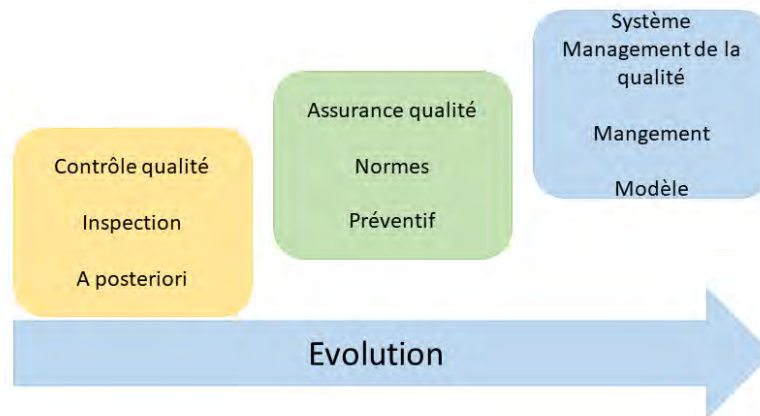 Contrôle qualité
Inspection
A posteriori
Assurance qualité
Normes
Préventif
Système
Management de la
qualité
Mangement
Modèle
Evolution